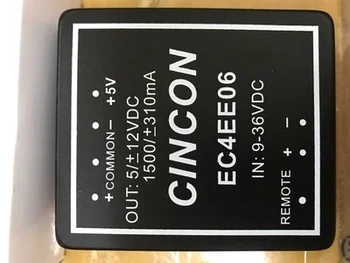 + COMMON – +5V
OUT: 5/±12VDC
1500/±310mA
CINCON
EC4EE06
IN: 9-36VDC
REMOTE + –